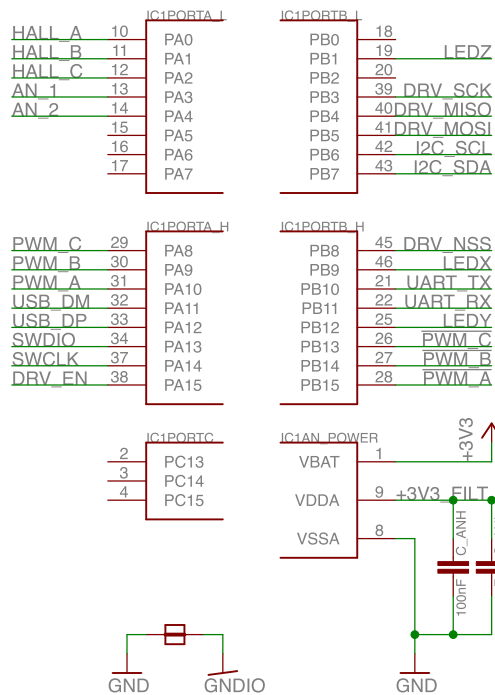 IC1PORTA_L
HALL_A 10 PA0
HALL_B 11 PA1
HALL_C 12 PA2
AN_1 13 PA3
AN_2 14 PA4
15 PA5
16 PA6
17 PA7
IC1PORTB_L
PB0 18
PB1 19 LEDZ
PB2 20
PB3 39 DRV_SCK
PB4 40 DRV_MISO
PB5 41 DRV_MOSI
PB6 42 I2C_SCL
PB7 43 I2C_SDA
IC1PORTA_H
PWM_C 29 PA8
PWM_B 30 PA9
PWM_A 31 PA10
USB_DM 32 PA11
USB_DP 33 PA12
SWDIO 34 PA13
SWCLK 37 PA14
DRV_EN 38 PA15
IC1PORTB_H
PB8 45 DRV_NSS
PB9 46 LEDX
PB10 21 UART_TX
PB11 22 UART_RX
PB12 25 LEDY
PB13 26 PWM_C
PB14 27 PWM_B
PB15 28 PWM_A
IC1PORTC
2 PC13
3 PC14
4 PC15
IC1AN_POWER
VBAT 1 +3V3
VDDA 9 +3V3_FILT
VSSA 8
C_ANH
100nF
GND
GNDIO
GND